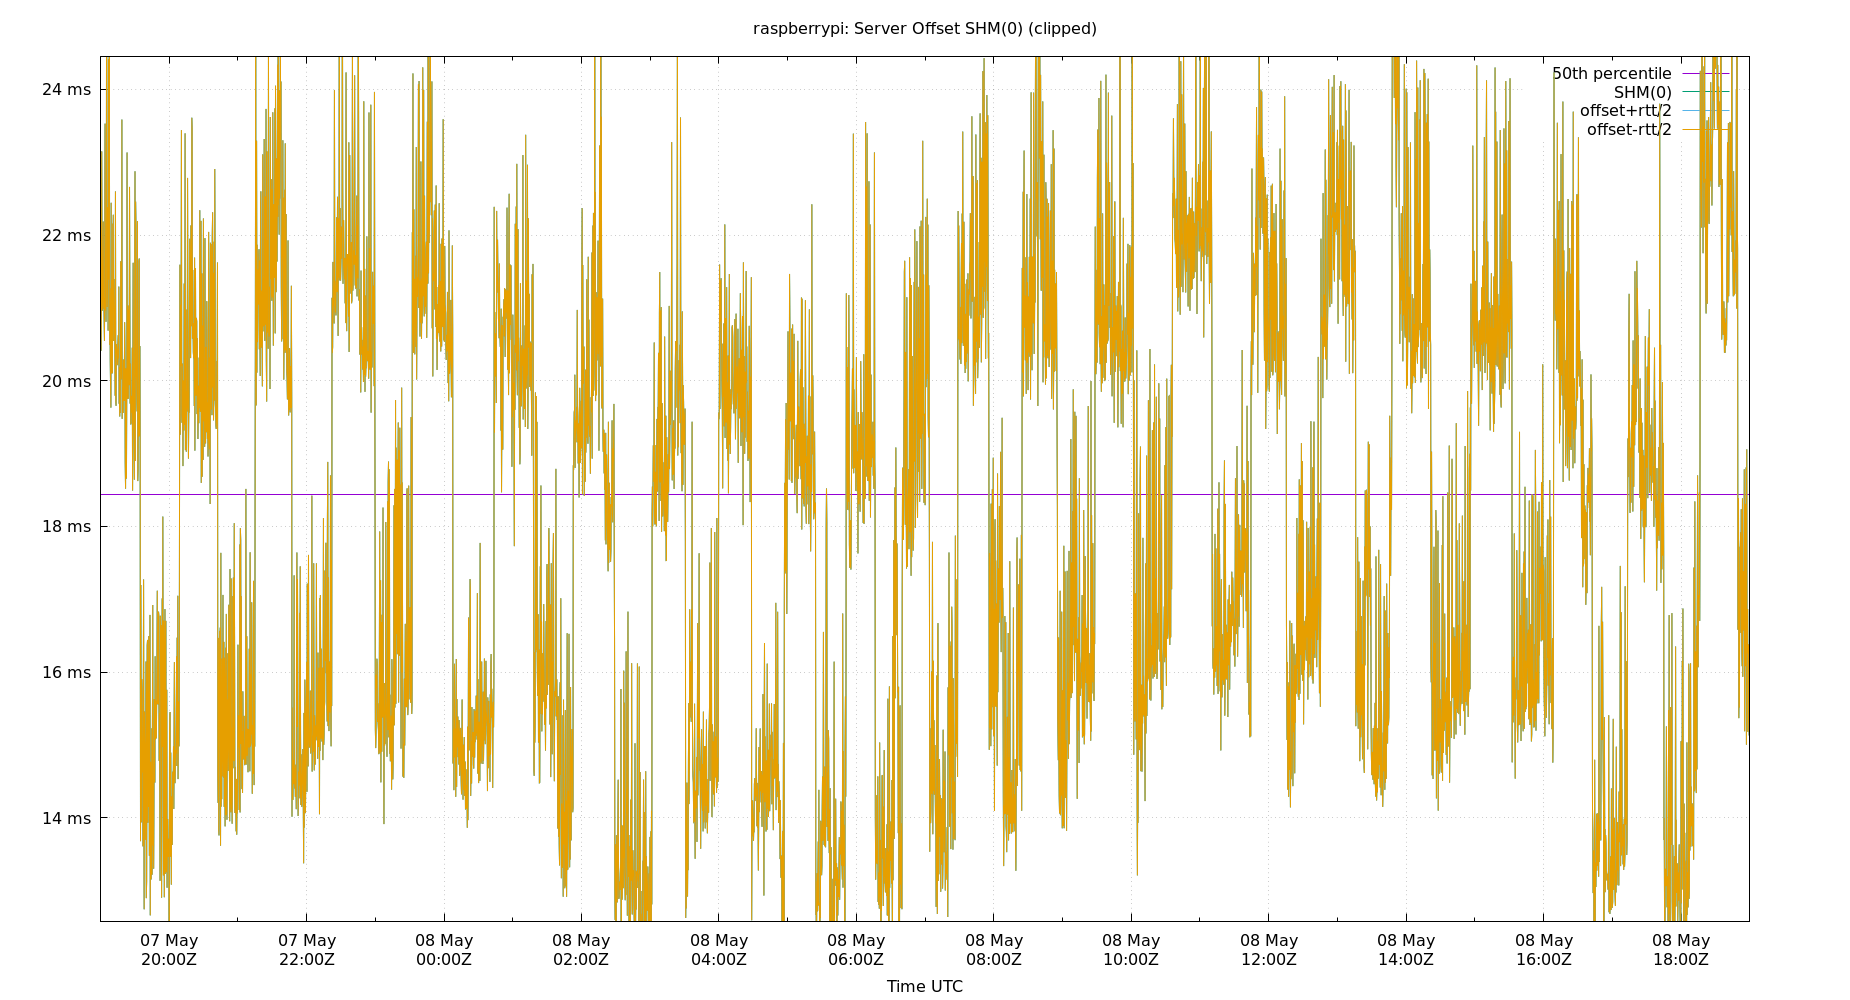 raspberrypi: Server Offset SHM(0) (clipped)
24 ms
22 ms
20 ms
18 ms
16 ms
14 ms
50th percentile
SHM(0)
offset+rtt/2
offset-rtt/2
07 May 07 May 08 May 08 May 08 May 08 May 08 May 08 May 08 May 08 May 08 May 08 May
20:00Z 22:00Z 00:00Z 02:00Z 04:00Z 06:00Z 08:00Z 10:00Z 12:00Z 14:00Z 16:00Z 18:00Z
Time UTC